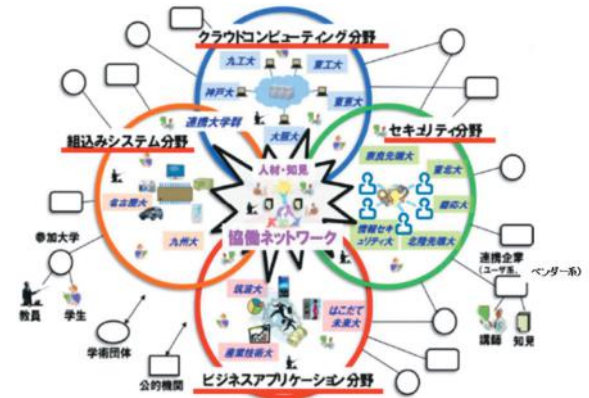 クラウドコンピューティング分野
九工大
東工大
神戸大
東京大
連携大学群
大阪大
組込みシステム分野
セキュリティ分野
人材・知見
奈良先端大
東北大
慶応大
名古屋大
協働ネットワーク
情報セキ
ュリティ大
北陸先端大
九州大
参加大学
連携企業
(ユーザ系、ベンダー系)
教員
学生
筑波大
はこだて
未来大
講師
知見
学術団体
産業技術大
公的機関
ビジネスアプリケーション分野